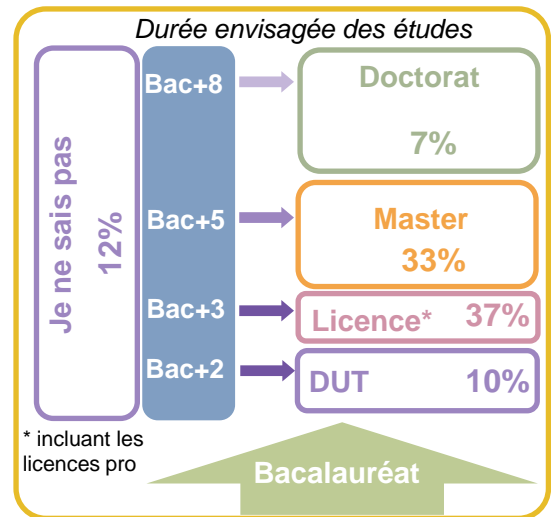 Durée envisagée des études
Je ne sais pas
12%
Bac+8
Doctorat
7%
Bac+5
Master
33%
Bac+3
Licence* 37%
Bac+2
DUT 10%
* incluant les
licences pro
Bacalauréat